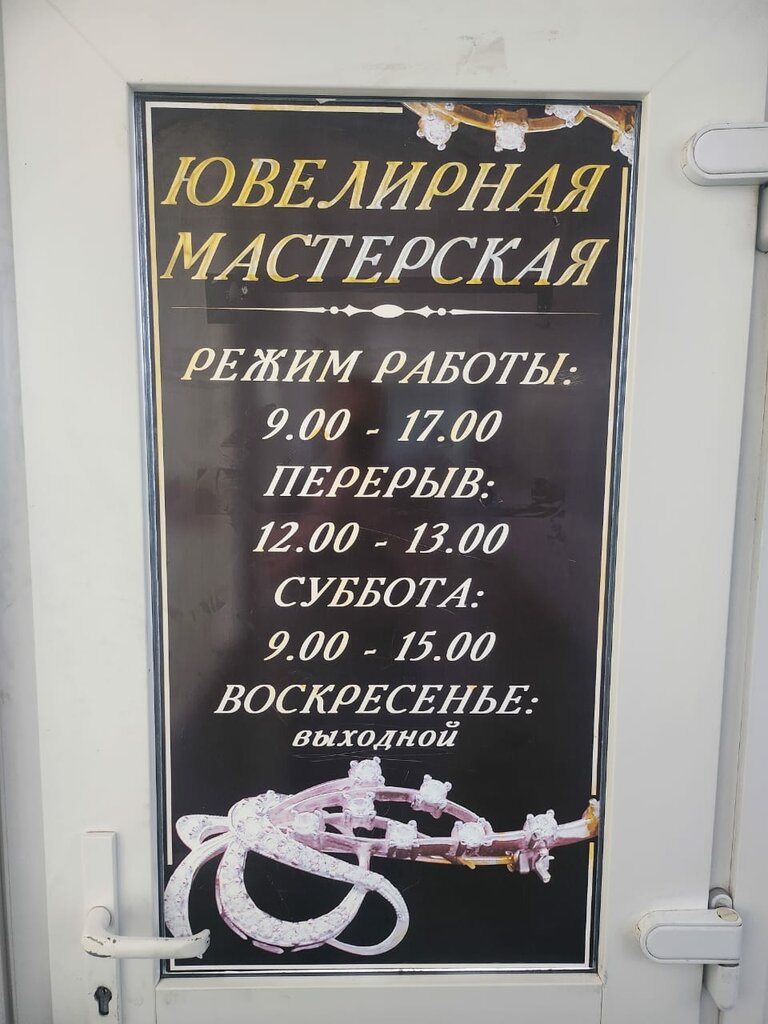 ЮВЕЛИРНАЯ
МАСТЕРСКАЯ
РЕЖИМ РАБОТЫ:
9.00 - 17.00
ПЕРЕРЫВ:
12.00 - 13.00
СУББОТА:
9.00 - 15.00
ВОСКРЕСЕНЬЕ:
выходной